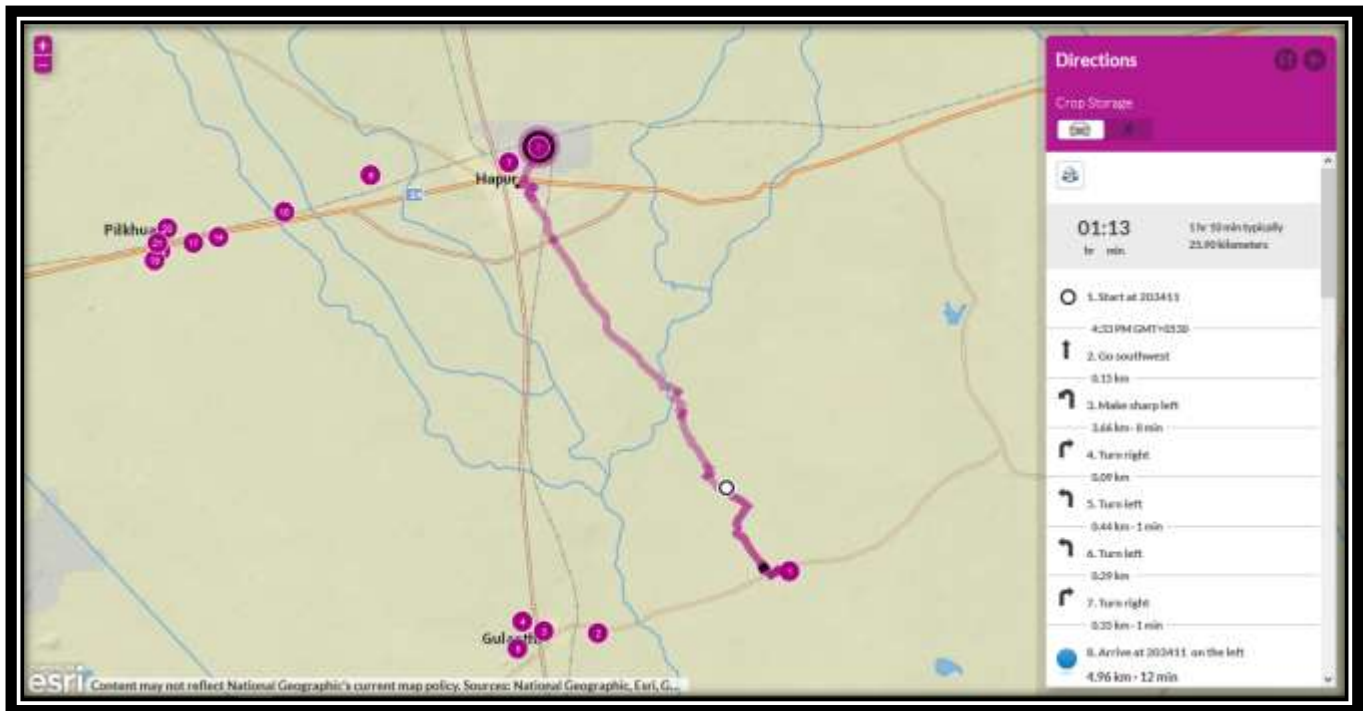 +
−
Hapur
Pilkhua
4
3
2
esri
Content may not reflect National Geographic's current map policy. Sources: National Geographic, Esri, G...
Directions
Crop Storage
01:13
hr min.
1 hr 10 min typically
25.90 kilometers
1. Start at 203411
4:33 PM GMT+0530
2. Go southwest
0.15 km
3. Make sharp left
3.66 km · 8 min
4. Turn right
0.09 km
5. Turn left
0.44 km · 1 min
6. Turn left
0.29 km
7. Turn right
0.35 km · 1 min
8. Arrive at 203411 on the left
4.96 km · 12 min